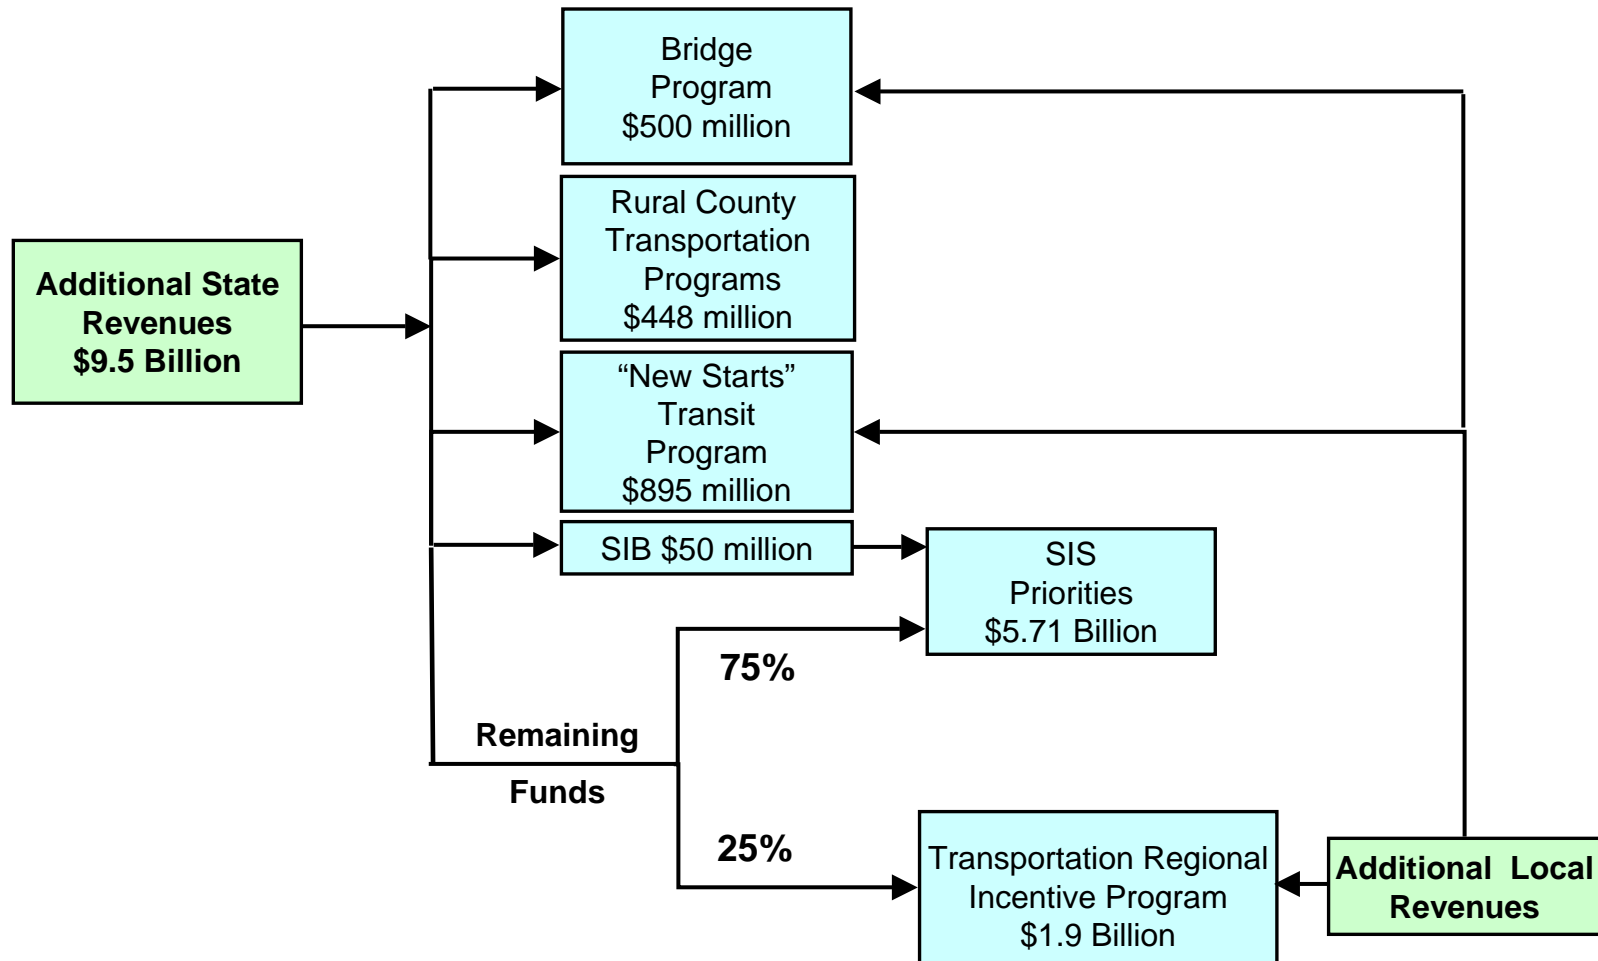 Bridge
Program
$500 million
Rural County
Transportation
Programs
$448 million
Additional State
Revenues
$9.5 Billion
“New Starts”
Transit
Program
$895 million
SIB $50 million
SIS
Priorities
$5.71 Billion
75%
Remaining
Funds
25%
Transportation Regional
Incentive Program
$1.9 Billion
Additional Local
Revenues